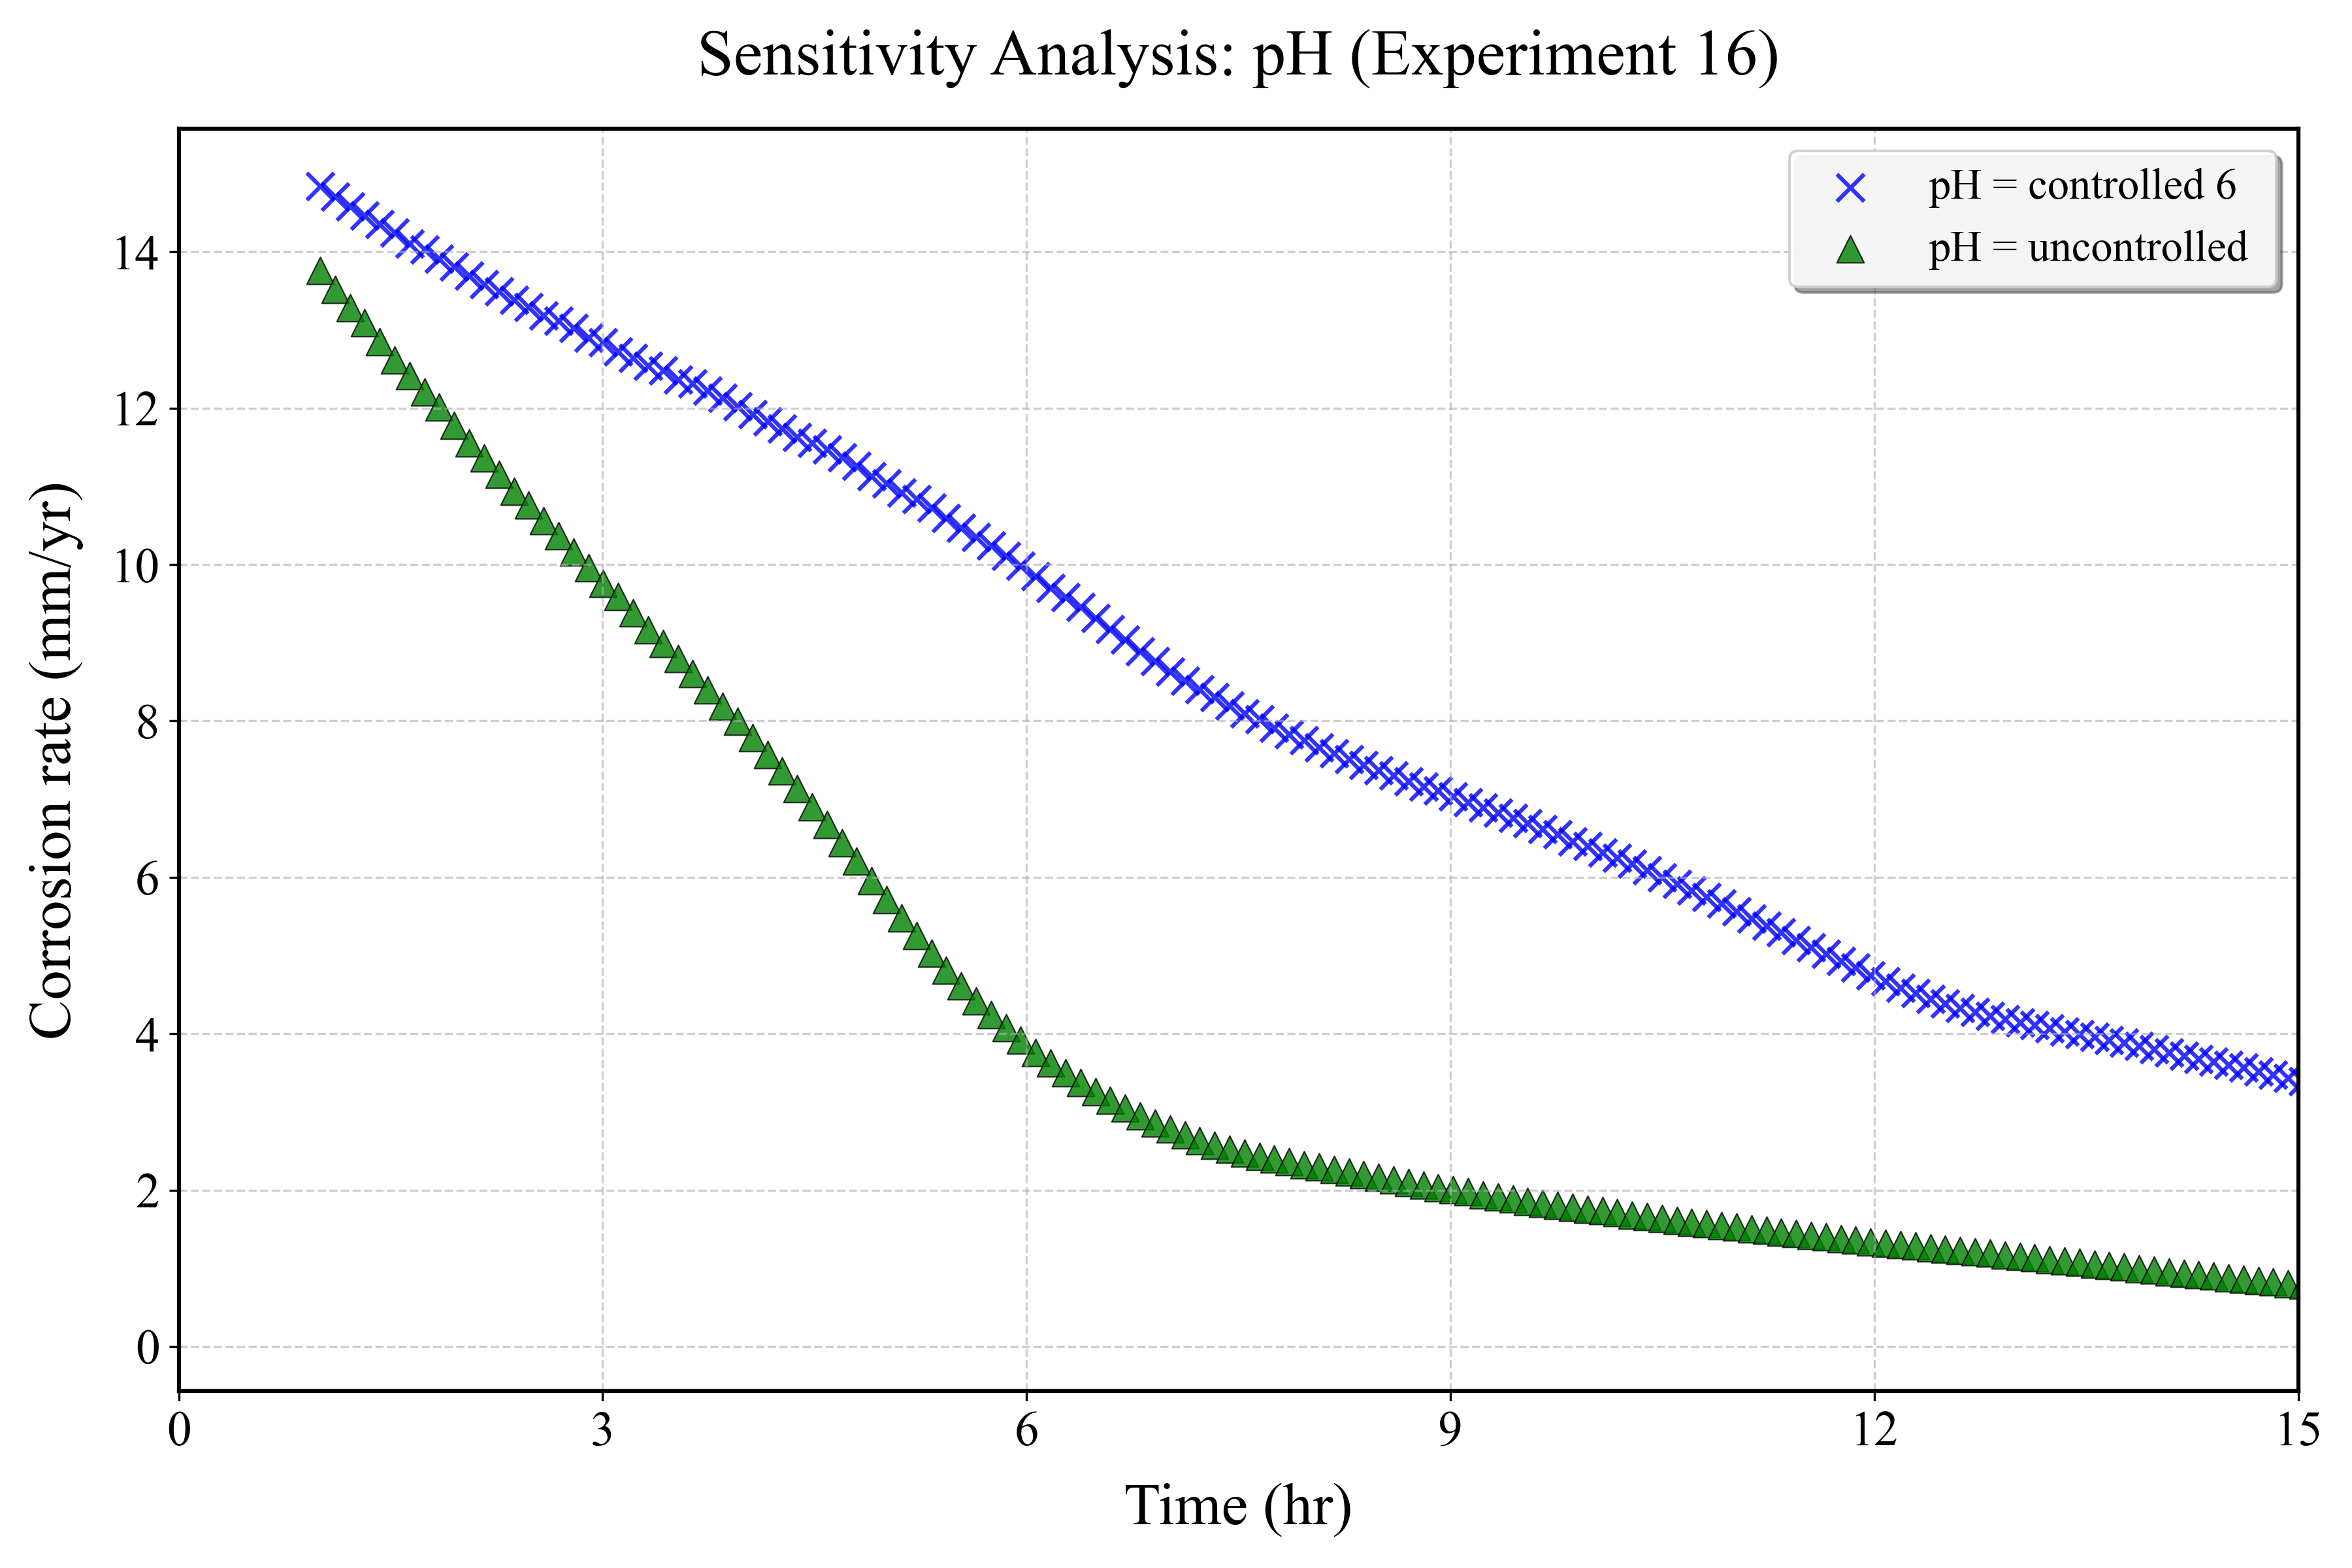 Sensitivity Analysis: pH (Experiment 16)
pH = controlled 6
pH = uncontrolled
Corrosion rate (mm/yr)
14
12
10
8
6
4
2
0
0 3 6 9 12 15
Time (hr)